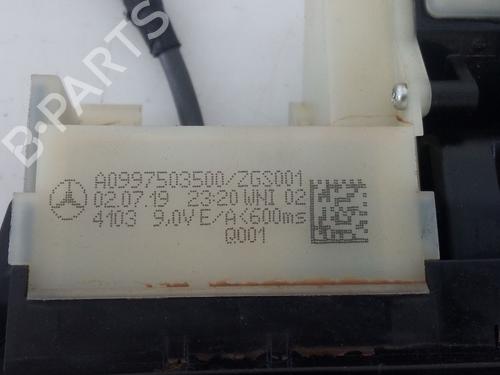 A0997503500/ZGS001
02.07.19 23:20 WNI 02
4103 9.0V E/A<600ms
Q001
B-PARTS